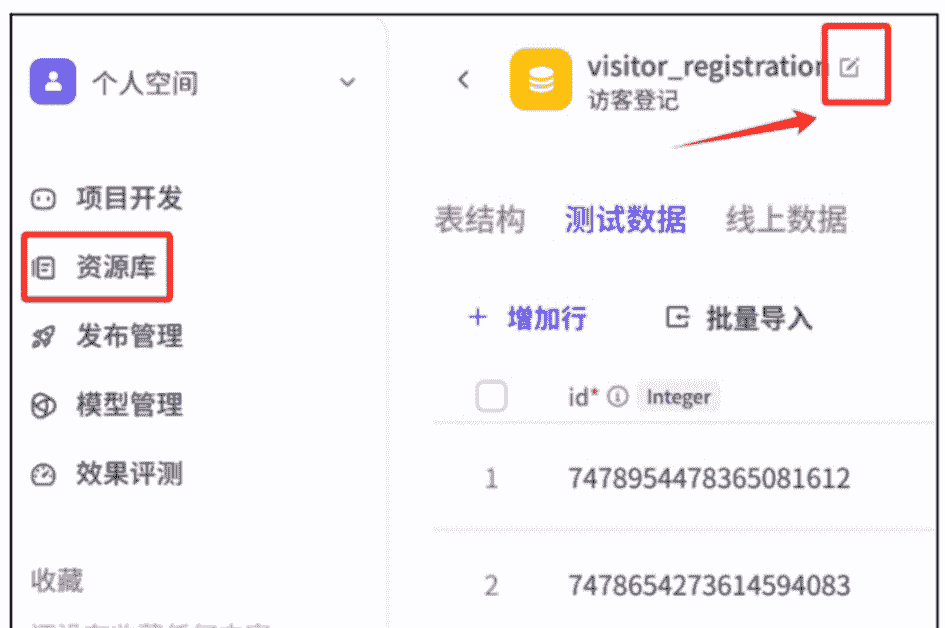 个人空间
项目开发
资源库
发布管理
模型管理
效果评测
收藏
visitor_registration
访客登记
表结构 测试数据 线上数据
+ 增加行 批量导入
id* Integer
1 7478954478365081612
2 7478654273614594083